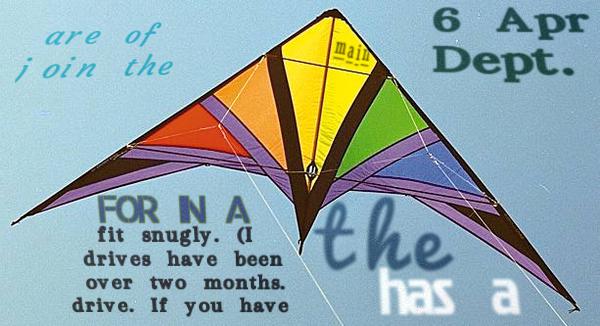 are of
join the
6 Apr
Dept.
main
FOR IN A
fit snugly. (I
drives have been
over two months.
drive. If you have
the
has a